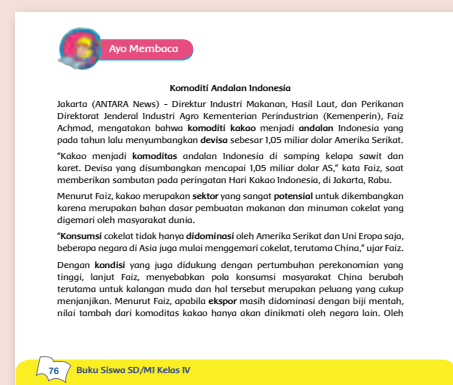 Ayo Membaca
Komoditi Andalan Indonesia
Jakarta (ANTARA News) - Direktur Industri Makanan, Hasil Laut, dan Perikanan
Direktorat Jenderal Industri Agro Kementerian Perindustrian (Kemenperin), Faiz
Achmad, mengatakan bahwa komoditi kakao menjadi andalan Indonesia yang
pada tahun lalu menyumbangkan devisa sebesar 1,05 miliar dolar Amerika Serikat.
"Kakao menjadi komoditas andalan Indonesia di samping kelapa sawit dan
karet. Devisa yang disumbangkan mencapai 1,05 miliar dolar AS," kata Faiz, saat
memberikan sambutan pada peringatan Hari Kakao Indonesia, di Jakarta, Rabu.
Menurut Faiz, kakao merupakan sektor yang sangat potensial untuk dikembangkan
karena merupakan bahan dasar pembuatan makanan dan minuman cokelat yang
digemari oleh masyarakat dunia.
"Konsumsi cokelat tidak hanya didominasi oleh Amerika Serikat dan Uni Eropa saja,
beberapa negara di Asia juga mulai menggemari cokelat, terutama China," ujar Faiz.
Dengan kondisi yang juga didukung dengan pertumbuhan perekonomian yang
tinggi, lanjut Faiz, menyebabkan pola konsumsi masyarakat China berubah
terutama untuk kalangan muda dan hal tersebut merupakan peluang yang cukup
menjanjikan. Menurut Faiz, apabila ekspor masih didominasi dengan biji mentah,
nilai tambah dari komoditas kakao hanya akan dinikmati oleh negara lain. Oleh
76 Buku Siswa SD/MI Kelas IV